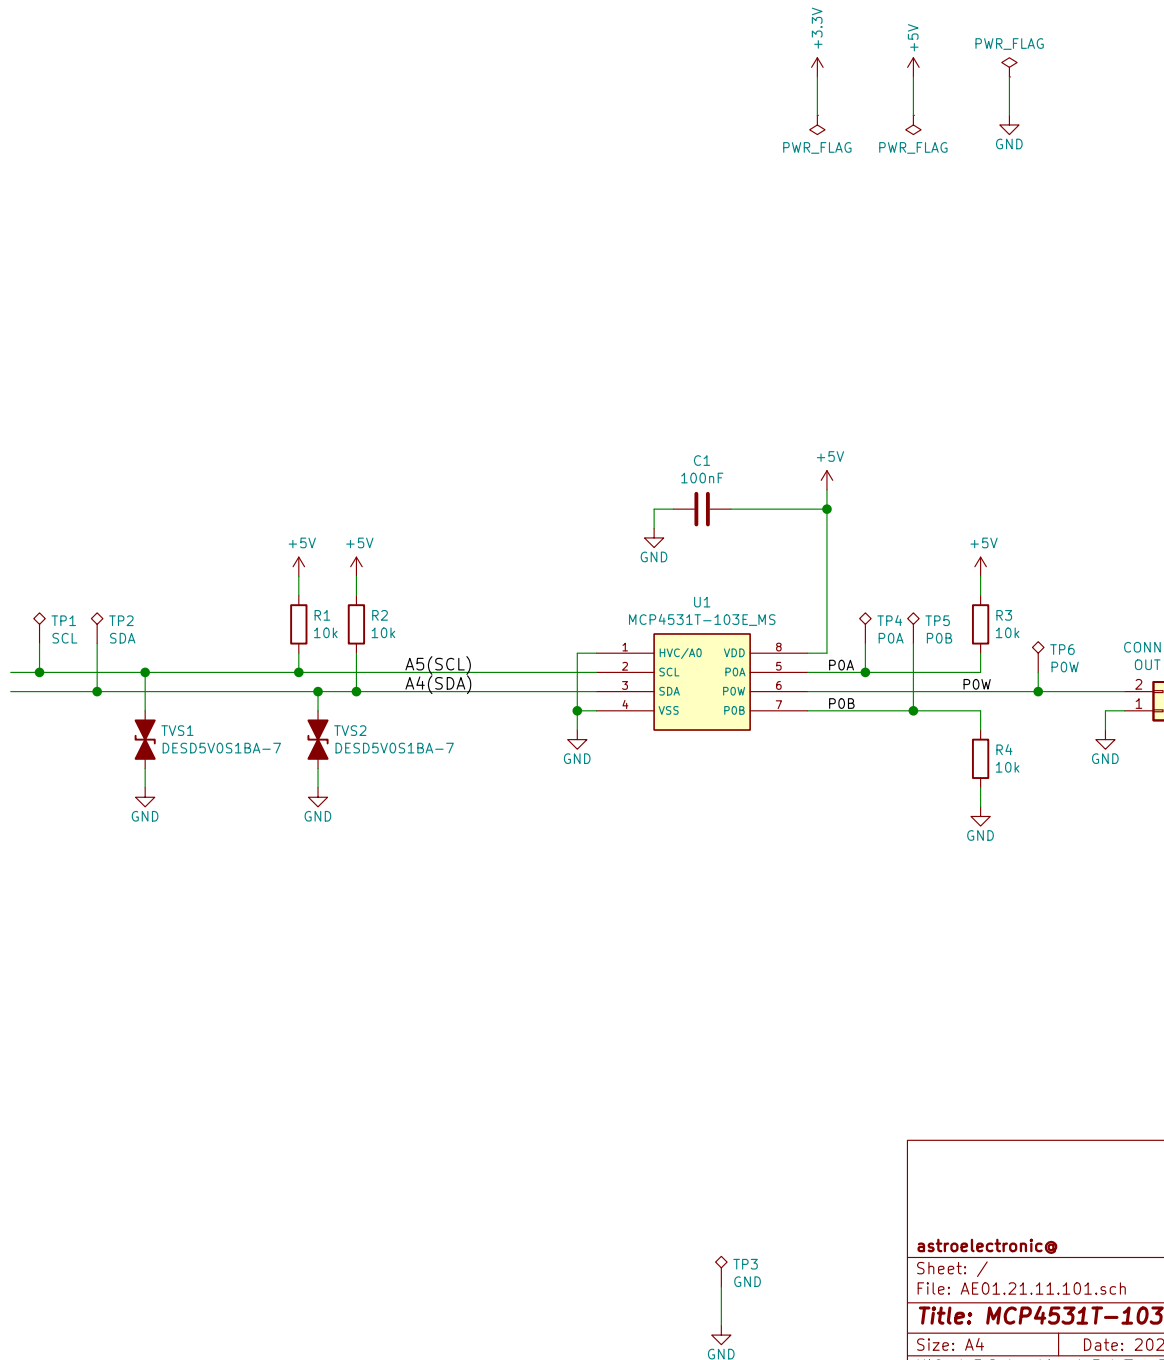 +3.3V
+5V
PWR_FLAG
PWR_FLAG
PWR_FLAG
GND
C1
100nF
+5V
GND
+5V
+5V
+5V
TP1
SCL
TP2
SDA
R1
10k
R2
10k
U1
MCP4531T-103E_MS
TP4
P0A
TP5
P0B
R3
10k
TP6
P0W
CONN
OUT
A5(SCL)
A4(SDA)
1
HVC/A0
VDD
8
2
SCL
P0A
5
P0A
3
SDA
P0W
6
P0W
2
4
VSS
P0B
7
P0B
1
TVS1
DESD5V0S1BA-7
TVS2
DESD5V0S1BA-7
GND
R4
10k
GND
GND
GND
GND
astroelectronic@
Sheet: /
File: AE01.21.11.101.sch
Title: MCP4531T-103
Size: A4
Date: 202
TP3
GND
GND